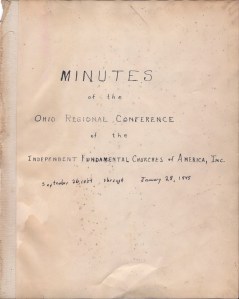 MINUTES
of the
OHIO REGIONAL CONFERENCE
of the
INDEPENDENT FUNDAMENTAL CHURCHES OF AMERICA, INC.
September through January 28,